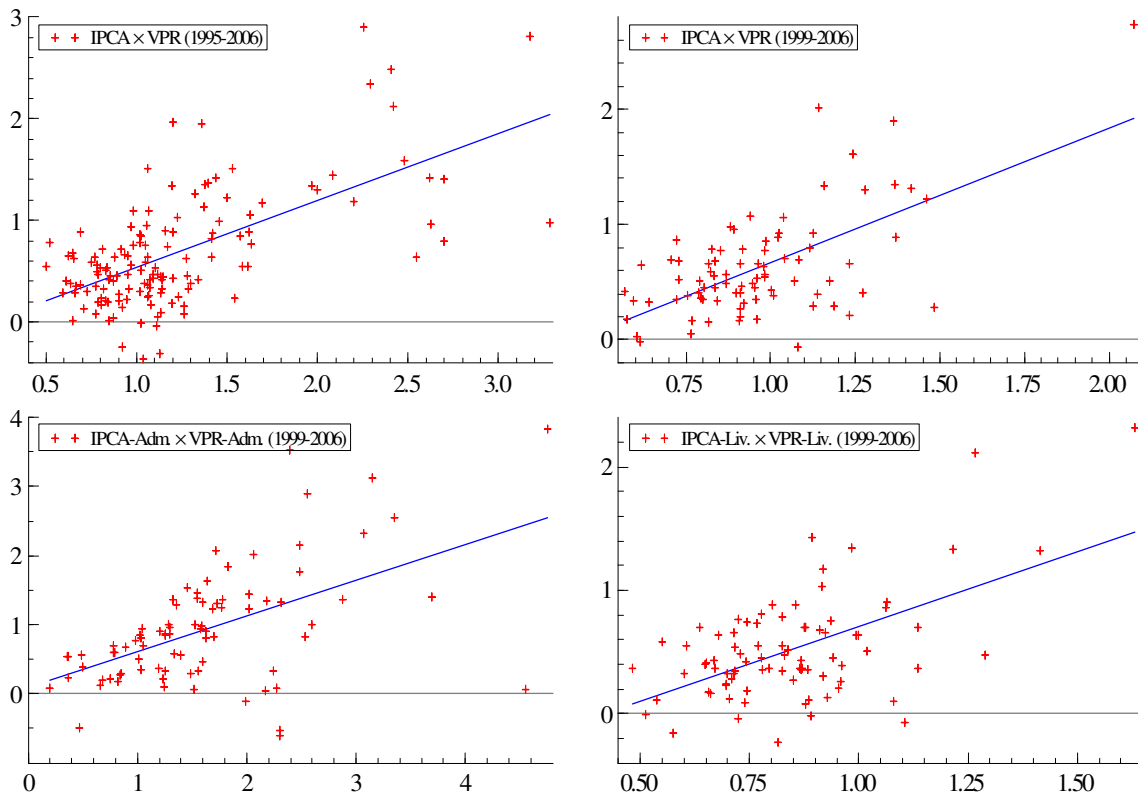 IPCA × VPR (1995-2006)
3
2
1
0
0.5 1.0 1.5 2.0 2.5 3.0
IPCA × VPR (1999-2006)
2
1
0
0.75 1.00 1.25 1.50 1.75 2.00
IPCA-Adm. × VPR-Adm. (1999-2006)
4
3
2
1
0
0 1 2 3 4
IPCA-Liv. × VPR-Liv. (1999-2006)
2
1
0
0.50 0.75 1.00 1.25 1.50